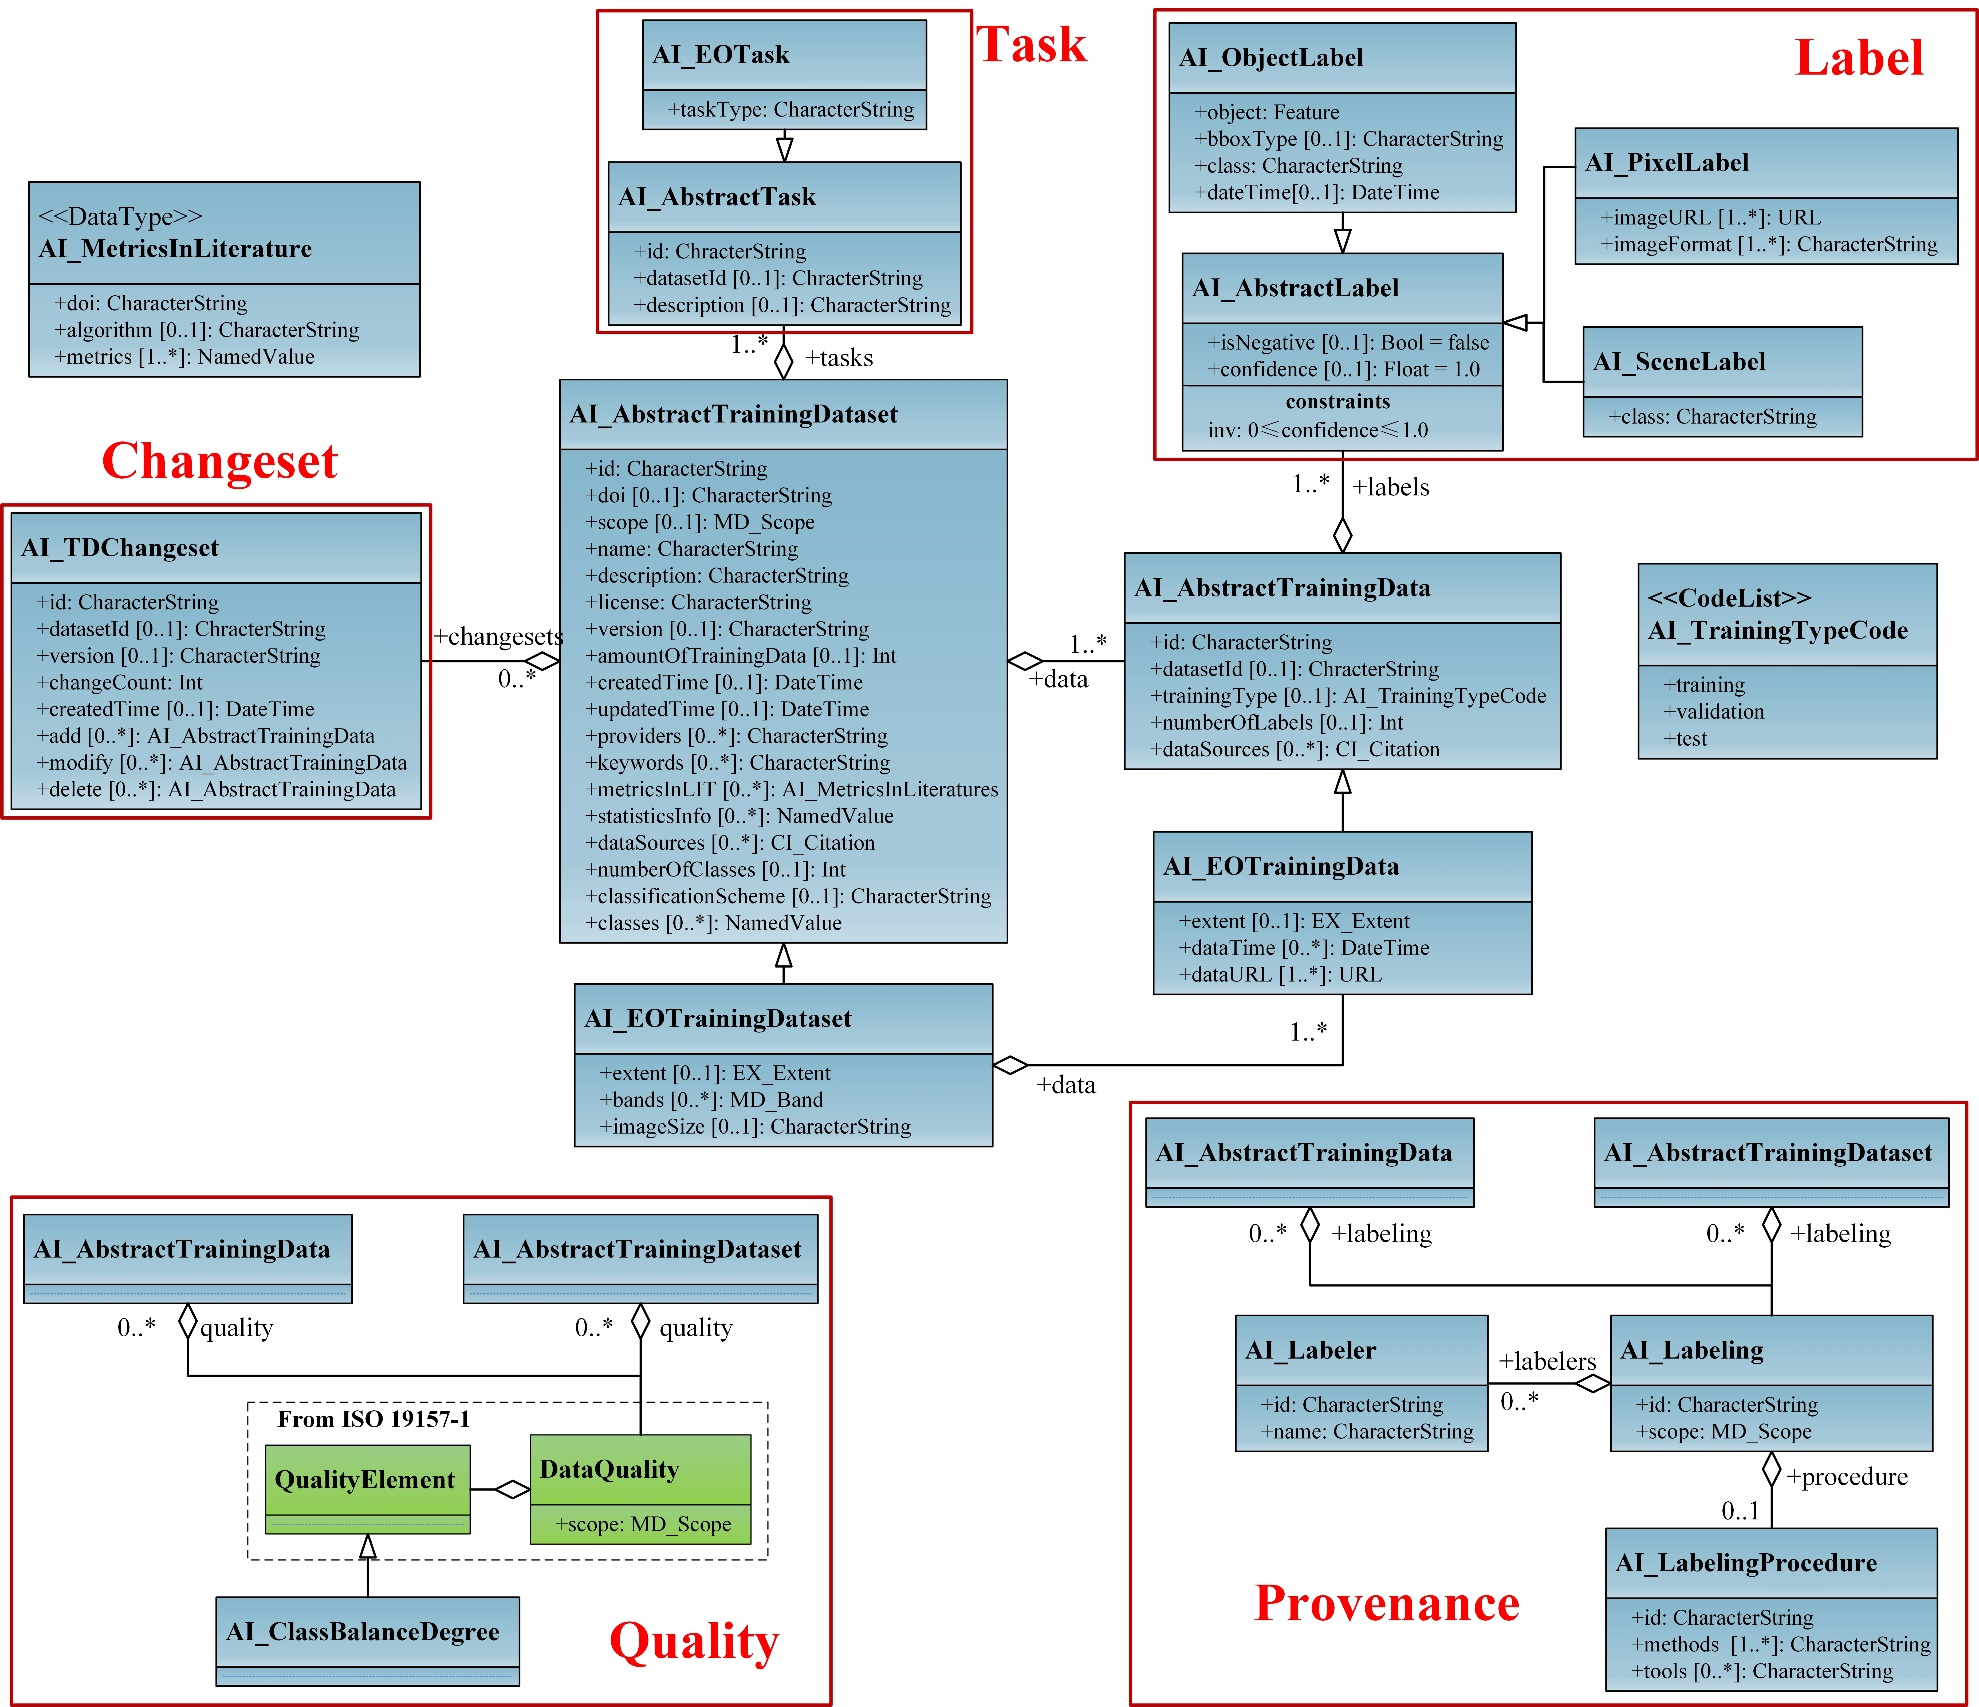 Task
AI_EOTask
+taskType: CharacterString
AI_AbstractTask
+id: ChracterString
+datasetId [0..1]: ChracterString
+description [0..1]: CharacterString
1..*
+tasks
Label
AI_ObjectLabel
+object: Feature
+bboxType [0..1]: CharacterString
+class: CharacterString
+dateTime[0..1]: DateTime
AI_PixelLabel
+imageURL [1..*]: URL
+imageFormat [1..*]: CharacterString
AI_AbstractLabel
+isNegative [0..1]: Bool = false
+confidence [0..1]: Float = 1.0
constraints
inv: 0≤confidence≤1.0
AI_SceneLabel
+class: CharacterString
1..*
+labels
<<DataType>>
AI_MetricsInLiterature
+doi: CharacterString
+algorithm [0..1]: CharacterString
+metrics [1..*]: NamedValue
Changeset
AI_TDChangeset
+id: CharacterString
+datasetId [0..1]: ChracterString
+version [0..1]: CharacterString
+changeCount: Int
+createdTime [0..1]: DateTime
+add [0..*]: AI_AbstractTrainingData
+modify [0..*]: AI_AbstractTrainingData
+delete [0..*]: AI_AbstractTrainingData
+changesets
0..*
AI_AbstractTrainingDataset
+id: CharacterString
+doi [0..1]: CharacterString
+scope [0..1]: MD_Scope
+name: CharacterString
+description: CharacterString
+license: CharacterString
+version [0..1]: CharacterString
+amountOfTrainingData [0..1]: Int
+createdTime [0..1]: DateTime
+updatedTime [0..1]: DateTime
+providers [0..*]: CharacterString
+keywords [0..*]: CharacterString
+metricsInLIT [0..*]: AI_MetricsInLiteratures
+statisticsInfo [0..*]: NamedValue
+dataSources [0..*]: CI_Citation
+numberOfClasses [0..1]: Int
+classificationScheme [0..1]: CharacterString
+classes [0..*]: NamedValue
1..*
+data
AI_AbstractTrainingData
+id: CharacterString
+datasetId [0..1]: ChracterString
+trainingType [0..1]: AI_TrainingTypeCode
+numberOfLabels [0..1]: Int
+dataSources [0..*]: CI_Citation
<<CodeList>>
AI_TrainingTypeCode
+training
+validation
+test
AI_EOTrainingData
+extent [0..1]: EX_Extent
+dataTime [0..*]: DateTime
+dataURL [1..*]: URL
1..*
+data
AI_EOTrainingDataset
+extent [0..1]: EX_Extent
+bands [0..*]: MD_Band
+imageSize [0..1]: CharacterString
AI_AbstractTrainingData
AI_AbstractTrainingDataset
0..*
quality
0..*
quality
From ISO 19157-1
QualityElement
DataQuality
+scope: MD_Scope
AI_ClassBalanceDegree
Quality
AI_AbstractTrainingData
AI_AbstractTrainingDataset
0..*
+labeling
0..*
+labeling
AI_Labeler
+id: CharacterString
+name: CharacterString
+labelers
0..*
AI_Labeling
+id: CharacterString
+scope: MD_Scope
+procedure
0..1
AI_LabelingProcedure
+id: CharacterString
+methods [1..*]: CharacterString
+tools [0..*]: CharacterString
Provenance